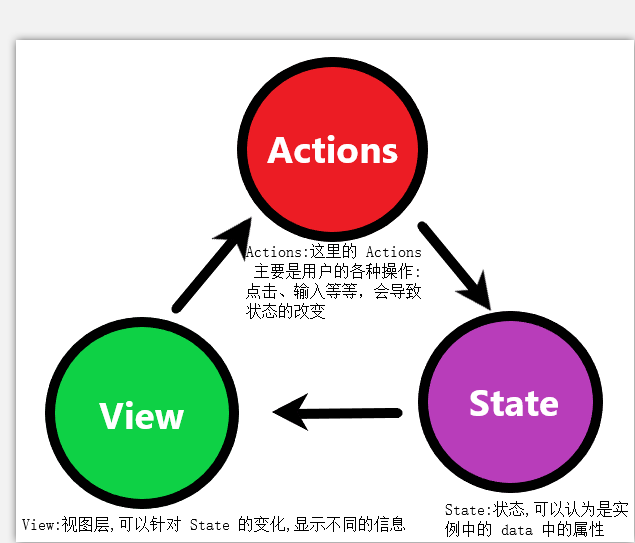 Actions
Actions:这里的 Actions
主要是用户的各种操作:
点击、输入等等，会导致
状态的改变
View
State
View:视图层,可以针对 State 的变化,显示不同的信息
State:状态,可以认为是实
例中的 data 中的属性